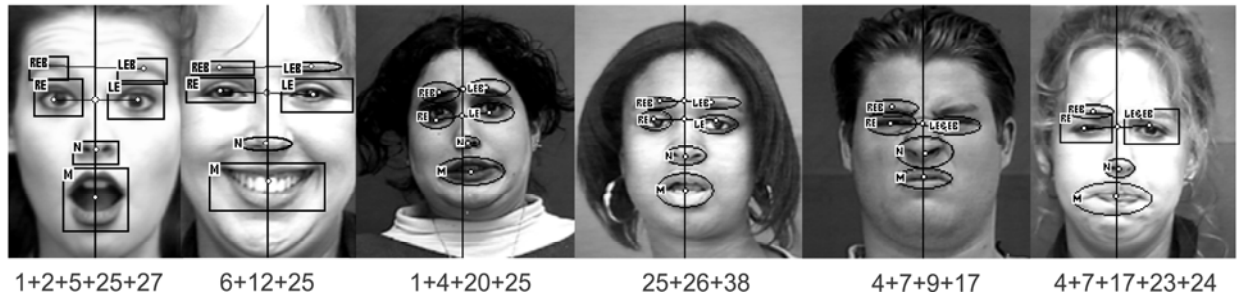 REB LEB REB LEB REB LEB REB LEB REB LE&EB REB LE&EB
RE LE RE LE RE LE RE LE RE RE
N N N N N N
M M M M M
1+2+5+25+27 6+12+25 1+4+20+25 25+26+38 4+7+9+17 4+7+17+23+24